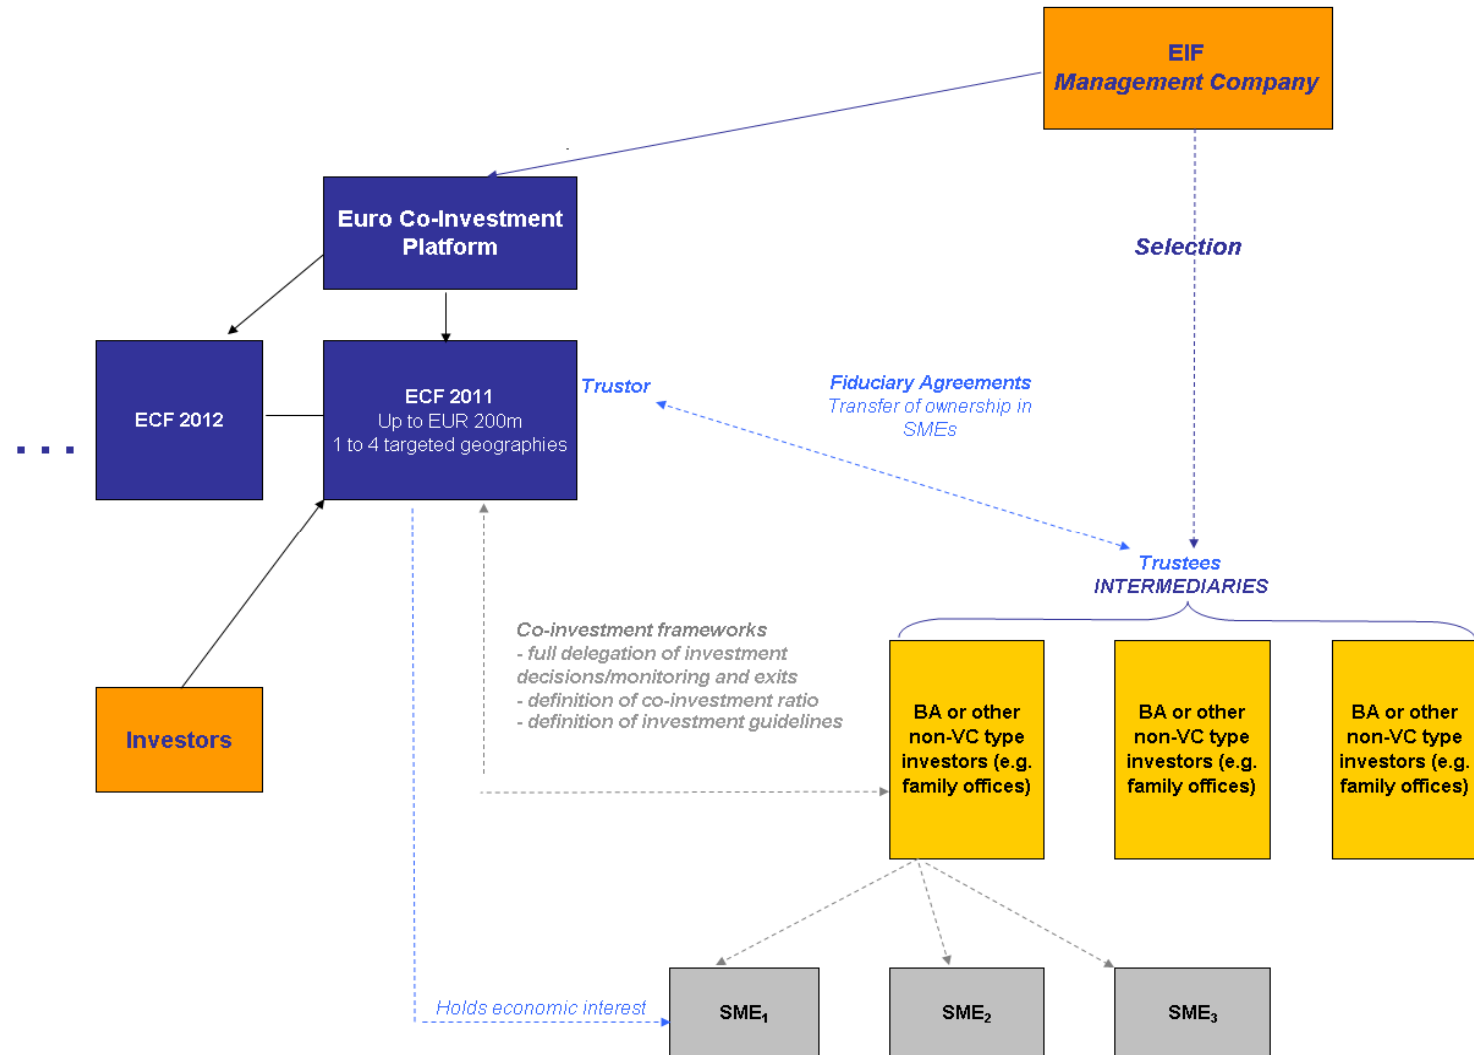 EIF
Management Company
Euro Co-Investment
Platform
Selection
ECF 2012
ECF 2011
Up to EUR 200m
1 to 4 targeted geographies
Trustor
Fiduciary Agreements
Transfer of ownership in
SMEs
...
Trustees
INTERMEDIARIES
Co-investment frameworks
- full delegation of investment
decisions/monitoring and exits
- definition of co-investment ratio
- definition of investment guidelines
Investors
BA or other
non-VC type
investors (e.g.
family offices)
BA or other
non-VC type
investors (e.g.
family offices)
BA or other
non-VC type
investors (e.g.
family offices)
Holds economic interest
SME₁
SME₂
SME₃